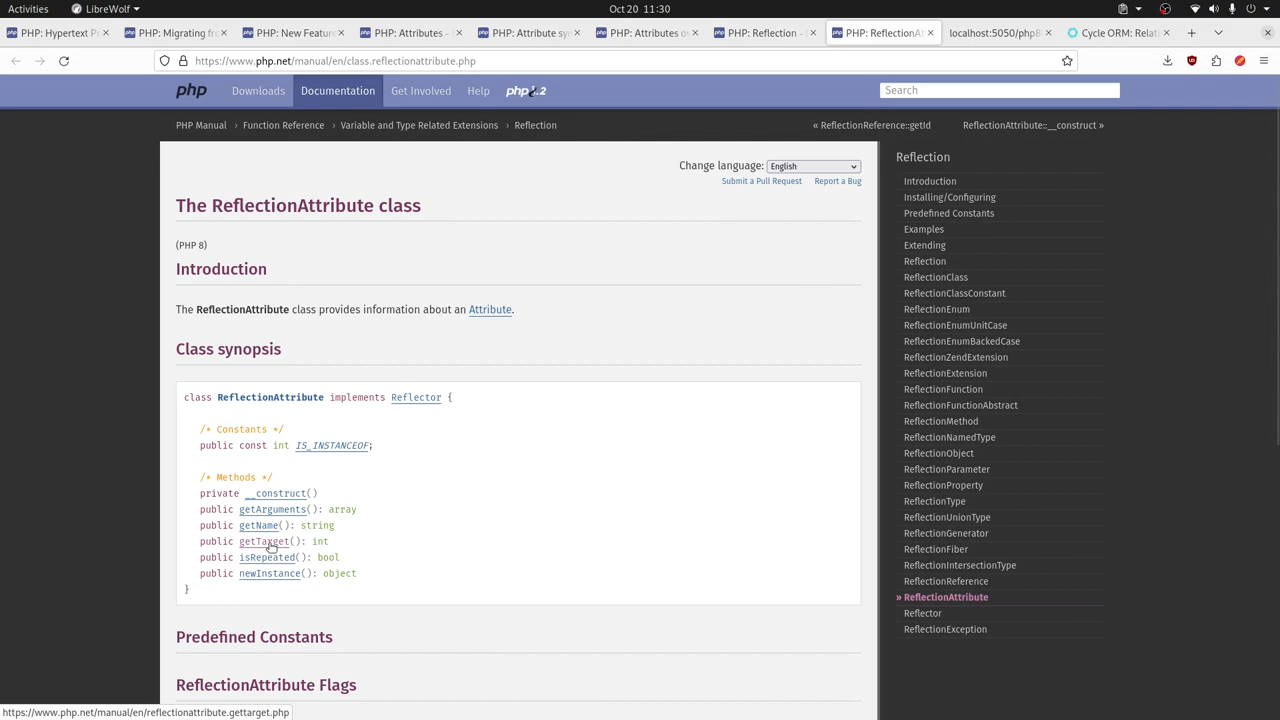 Activities
LibreWolf
Oct 20 11:30
PHP: Hypertext P
PHP: Migrating fr
PHP: New Feature
PHP: Attributes -
PHP: Attribute sy
PHP: Attributes o
PHP: Reflection -
PHP: ReflectionAt
localhost:5050/php8
Cycle ORM: Relat
https://www.php.net/manual/en/class.reflectionattribute.php
php
Downloads
Documentation
Get Involved
Help
Search
PHP Manual › Function Reference › Variable and Type Related Extensions › Reflection
« ReflectionReference::getId
ReflectionAttribute::__construct »
Change language: English
Submit a Pull Request
Report a Bug
The ReflectionAttribute class
(PHP 8)
Introduction
The ReflectionAttribute class provides information about an Attribute.
Class synopsis
class ReflectionAttribute implements Reflector {
/* Constants */
public const int IS_INSTANCEOF;
/* Methods */
private __construct()
public getArguments(): array
public getName(): string
public getTarget(): int
public isRepeated(): bool
public newInstance(): object
}
Predefined Constants
ReflectionAttribute Flags
Reflection
Introduction
Installing/Configuring
Predefined Constants
Examples
Extending
Reflection
ReflectionClass
ReflectionClassConstant
ReflectionEnum
ReflectionEnumUnitCase
ReflectionEnumBackedCase
ReflectionZendExtension
ReflectionExtension
ReflectionFunction
ReflectionFunctionAbstract
ReflectionMethod
ReflectionNamedType
ReflectionObject
ReflectionParameter
ReflectionProperty
ReflectionType
ReflectionUnionType
ReflectionGenerator
ReflectionFiber
ReflectionIntersectionType
ReflectionReference
» ReflectionAttribute
Reflector
ReflectionException
https://www.php.net/manual/en/reflectionattribute.gettarget.php